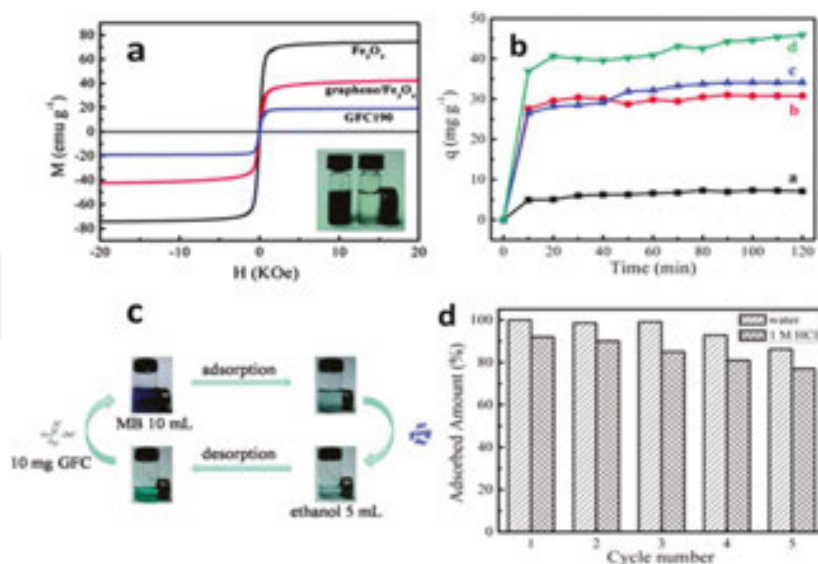 a
80
60
40
20
0
-20
-40
-60
-80
M (emu g⁻¹)
Fe₃O₄
graphene/Fe₃O₄
GFC190
-20
-10
0
10
20
H (KOe)
b
50
40
30
20
10
0
q (mg g⁻¹)
d
c
b
a
0
20
40
60
80
100
120
Time (min)
c
adsorption
MB 10 mL
10 mg GFC
desorption
ethanol 5 mL
d
water
1 M HCl
100
80
60
40
20
0
Adsorbed Amount (%)
1
2
3
4
5
Cycle number